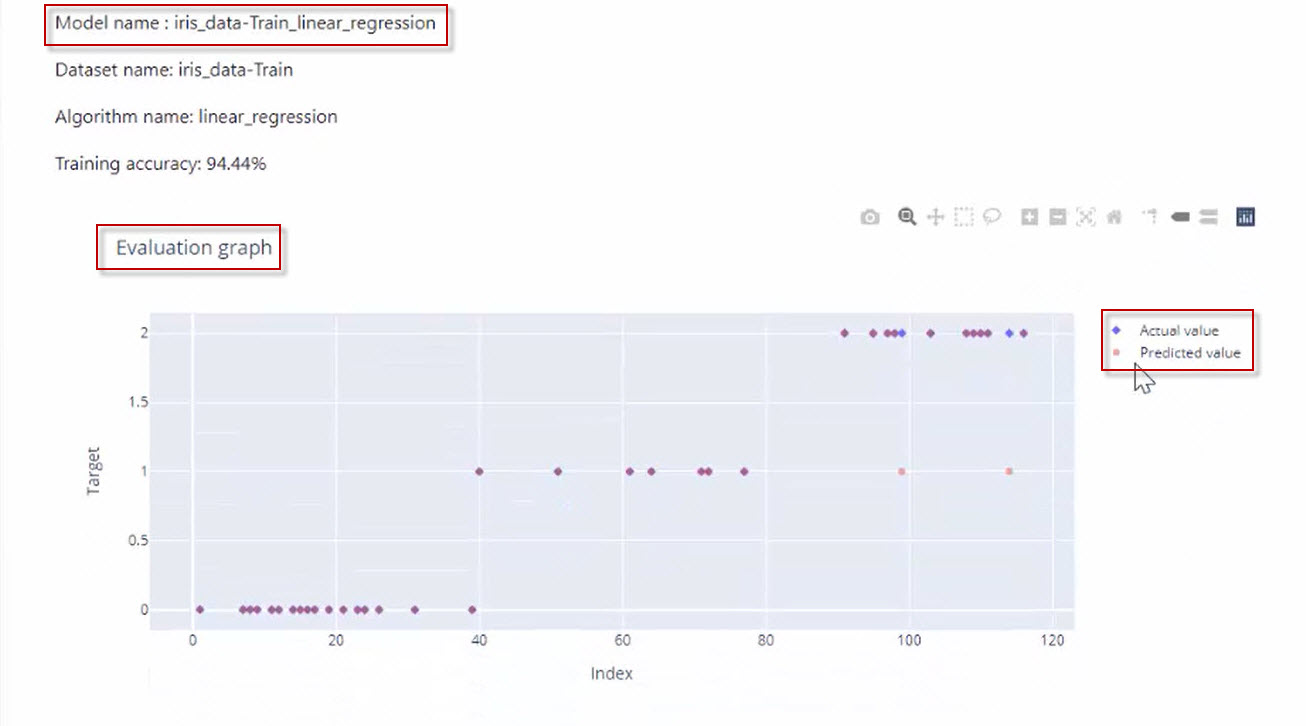 Model name : iris_data-Train_linear_regression
Dataset name: iris_data-Train
Algorithm name: linear_regression
Training accuracy: 94.44%
Evaluation graph
Actual value
Predicted value
2
1.5
1
0.5
0
Target
0 20 40 60 80 100 120
Index